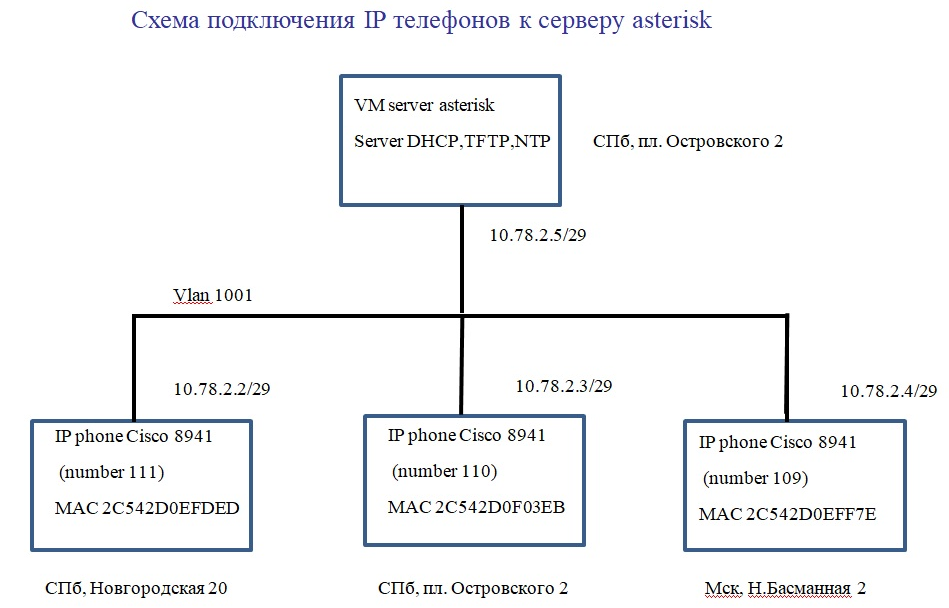 Схема подключения IP телефонов к серверу asterisk
VM server asterisk
Server DHCP,TFTP,NTP
СПб, пл. Островского 2
10.78.2.5/29
Vlan 1001
10.78.2.2/29
10.78.2.3/29
10.78.2.4/29
IP phone Cisco 8941
(number 111)
MAC 2C542D0EFDED
IP phone Cisco 8941
(number 110)
MAC 2C542D0F03EB
IP phone Cisco 8941
(number 109)
MAC 2C542D0EFF7E
СПб, Новгородская 20
СПб, пл. Островского 2
Мск, Н.Басманная 2